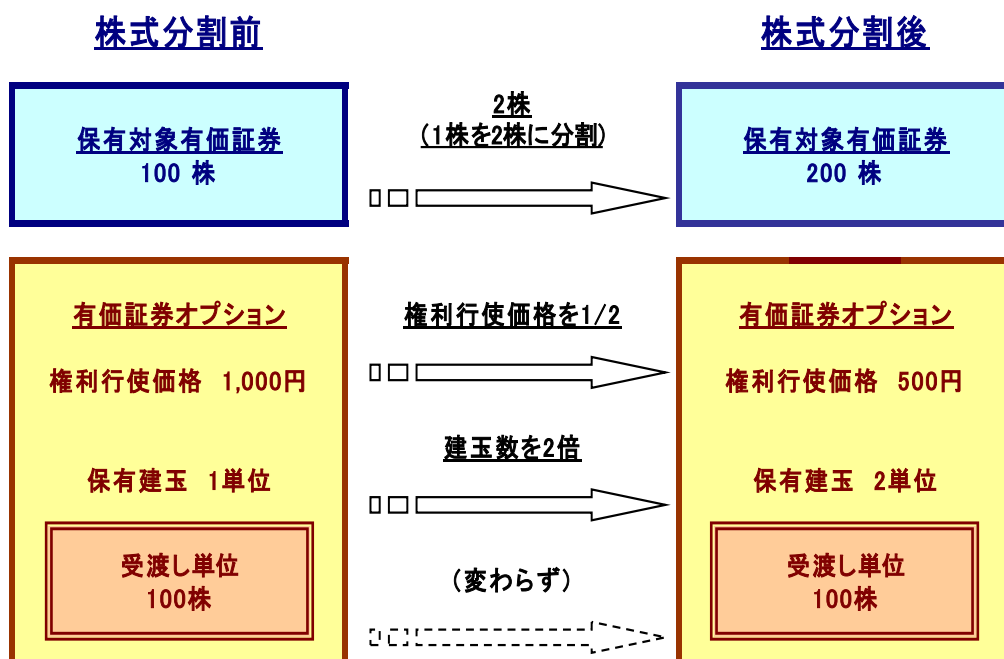 株式分割前
株式分割後
保有対象有価証券
100 株
2株
(1株を2株に分割)
保有対象有価証券
200 株
有価証券オプション
権利行使価格 1,000円
保有建玉 1単位
受渡し単位
100株
権利行使価格を1/2
建玉数を2倍
(変わらず)
有価証券オプション
権利行使価格 500円
保有建玉 2単位
受渡し単位
100株